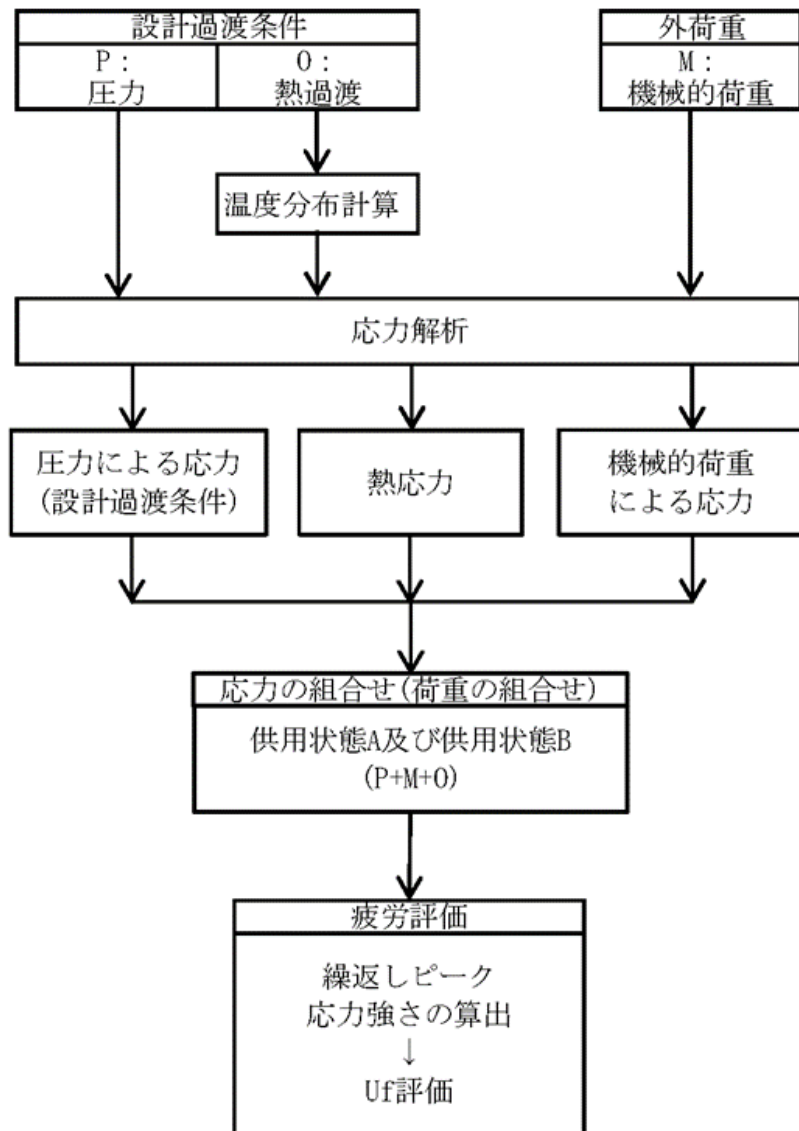 設計過渡条件
P：
圧力
O：
熱過渡
外荷重
M：
機械的荷重
温度分布計算
応力解析
圧力による応力
(設計過渡条件)
熱応力
機械的荷重
による応力
応力の組合せ(荷重の組合せ)
供用状態A及び供用状態B
(P+M+O)
疲労評価
繰返しピーク
応力強さの算出
↓
Uf評価